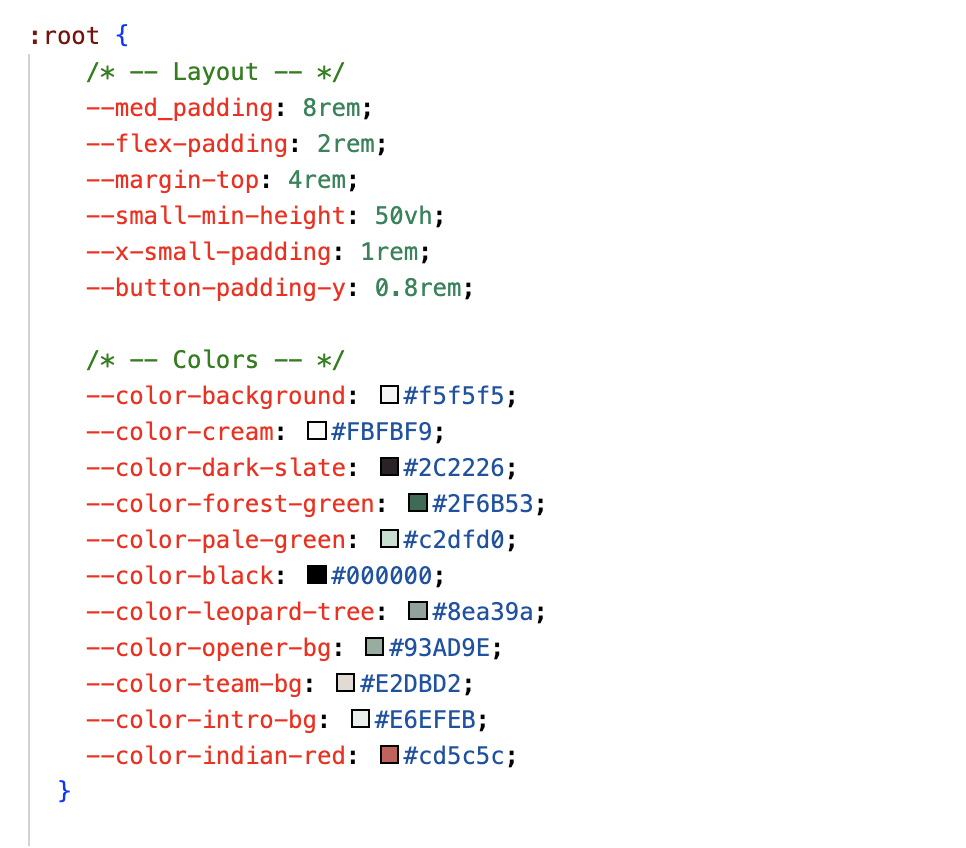 :root {
/* -- Layout -- */
--med_padding: 8rem;
--flex-padding: 2rem;
--margin-top: 4rem;
--small-min-height: 50vh;
--x-small-padding: 1rem;
--button-padding-y: 0.8rem;
/* -- Colors -- */
--color-background: #f5f5f5;
--color-cream: #FBFBF9;
--color-dark-slate: #2C2226;
--color-forest-green: #2F6B53;
--color-pale-green: #c2dfd0;
--color-black: #000000;
--color-leopard-tree: #8ea39a;
--color-opener-bg: #93AD9E;
--color-team-bg: #E2DBD2;
--color-intro-bg: #E6EFEB;
--color-indian-red: #cd5c5c;
}